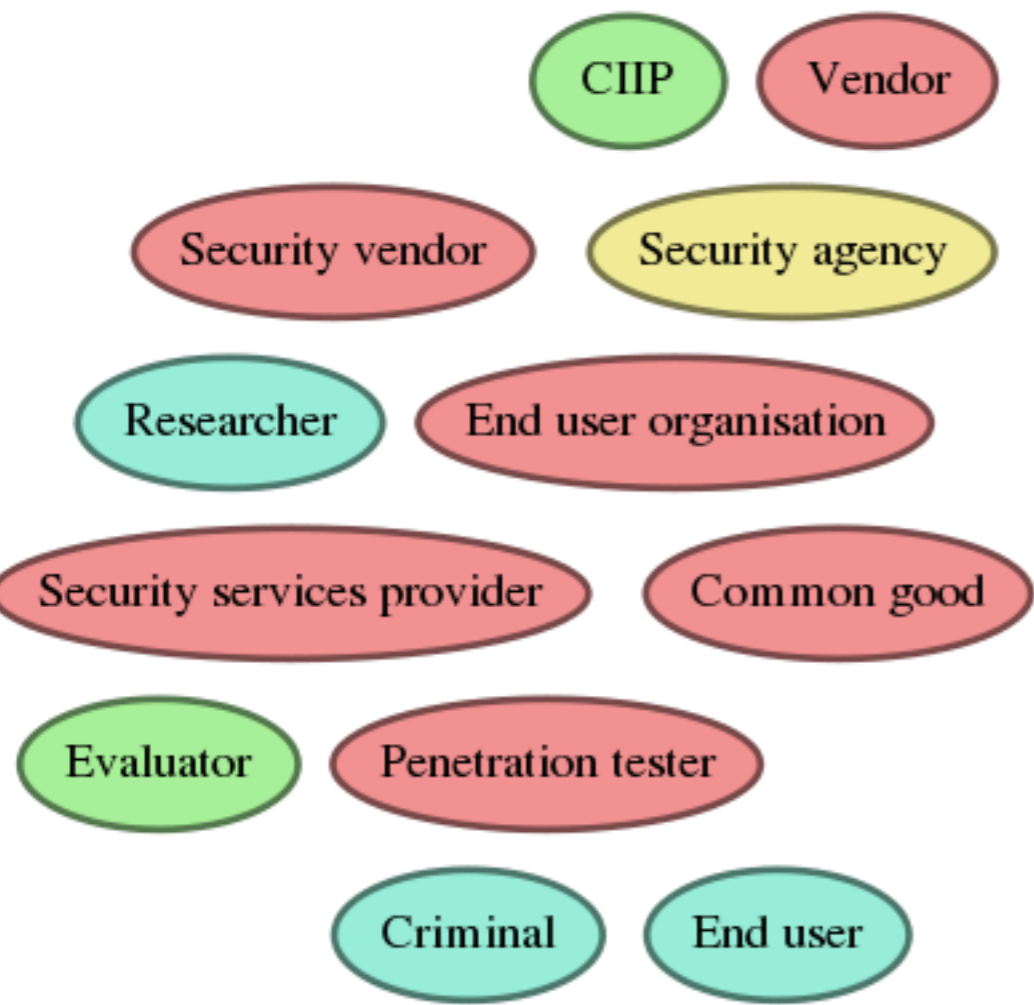 CIIP Vendor
Security vendor Security agency
Researcher End user organisation
Security services provider Common good
Evaluator Penetration tester
Criminal End user